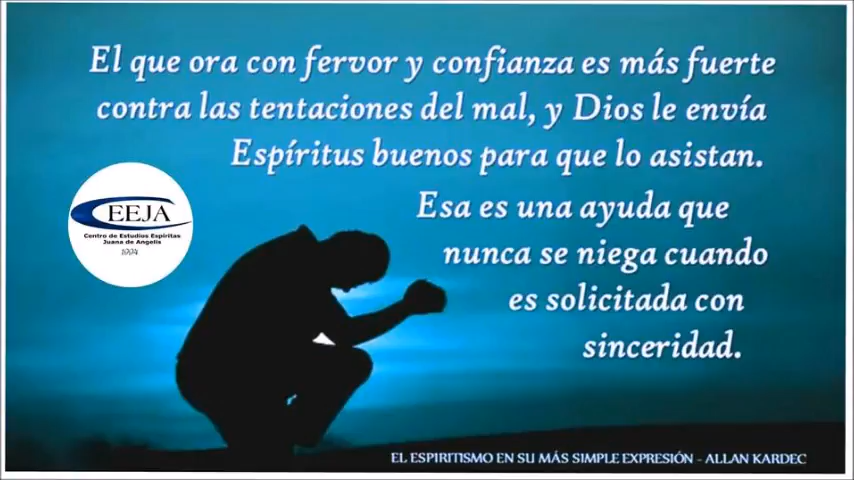 El que ora con fervor y confianza es más fuerte
contra las tentaciones del mal, y Dios le envía
Espíritus buenos para que lo asistan.
Esa es una ayuda que
nunca se niega cuando
es solicitada con
sinceridad.
CEEJA
Centro de Estudios Espíritas
Juana de Angelis
1994
EL ESPIRITISMO EN SU MÁS SIMPLE EXPRESIÓN - ALLAN KARDEC